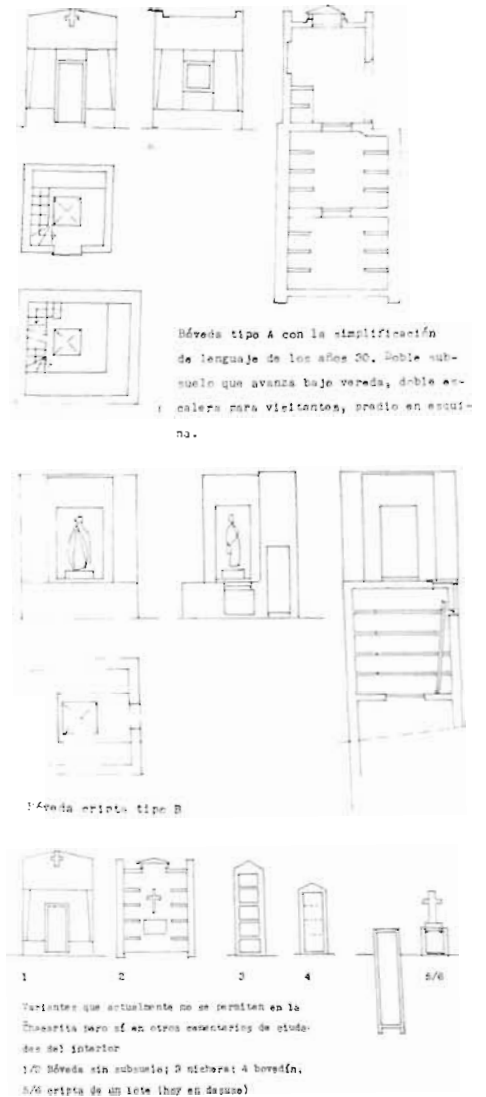 Bóveda tipo A con la simplificación
de lenguaje de los años 30. Doble sub-
suelo que avanza bajo vereda, doble es-
calera para visitantes, predio en esqui-
na.
Bóveda cripta tipo B
1 2 3 4 5/6
Variantes que actualmente no se permiten en la
Chacarita pero sí en otros cementerios de ciuda-
des del interior
1/2 Bóveda sin subsuelo; 3 nichera; 4 bovedín,
5/6 cripta de un lote (hoy en desuso)